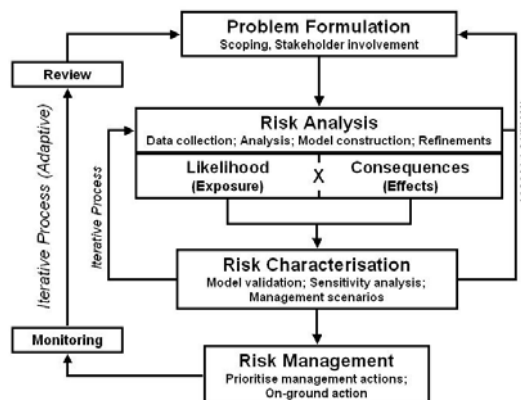 Problem Formulation
Scoping, Stakeholder involvement
Review
Risk Analysis
Data collection; Analysis; Model construction; Refinements
Likelihood
(Exposure)
X
Consequences
(Effects)
Iterative Process (Adaptive)
Iterative Process
Risk Characterisation
Model validation; Sensitivity analysis;
Management scenarios
Monitoring
Risk Management
Prioritise management actions;
On-ground action